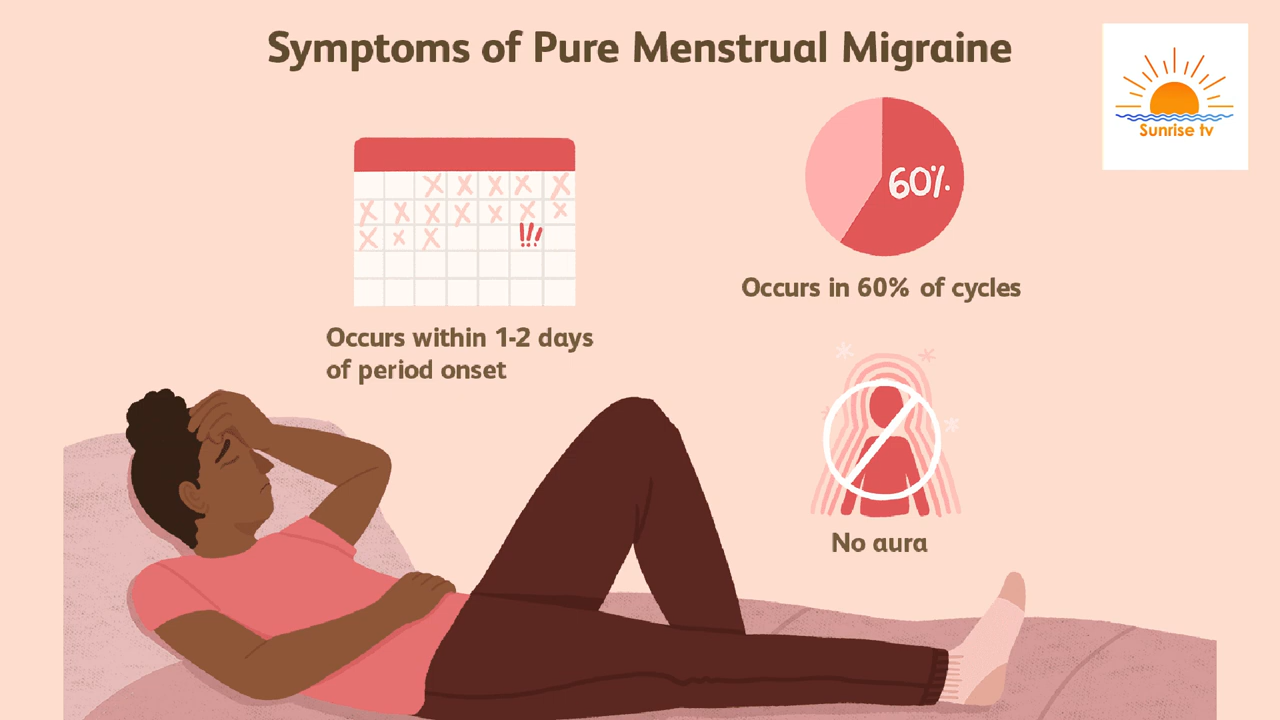 Symptoms of Pure Menstrual Migraine
Sunrise tv
!!!
Occurs within 1-2 days
of period onset
60%
Occurs in 60% of cycles
No aura